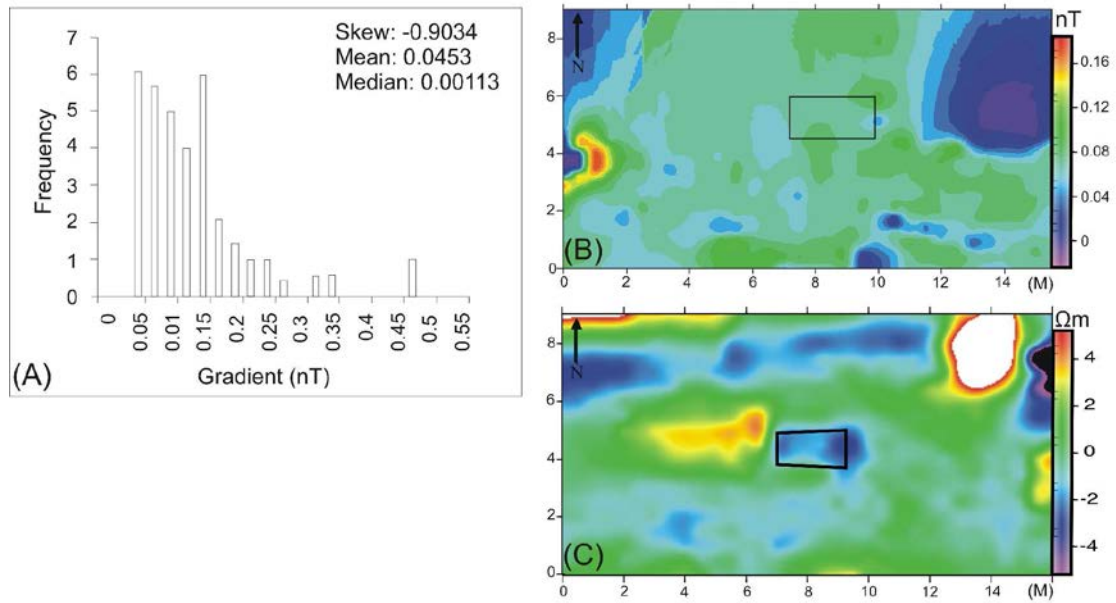 Skew: -0.9034
Mean: 0.0453
Median: 0.00113
7
6
5
4
3
2
1
0
Frequency
0 0.05 0.01 0.15 0.2 0.25 0.3 0.35 0.4 0.45 0.5 0.55
Gradient (nT)
(A)
nT
8
6
4
2
0
N
0.16
0.12
0.08
0.04
0
(B)
0 2 4 6 8 10 12 14 (M)
Ωm
8
6
4
2
0
N
4
2
0
-2
-4
(C)
0 2 4 6 8 10 12 14 (M)